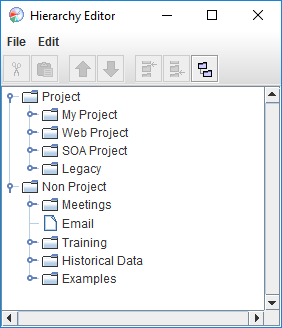 Hierarchy Editor
File Edit
Project
My Project
Web Project
SOA Project
Legacy
Non Project
Meetings
Email
Training
Historical Data
Examples